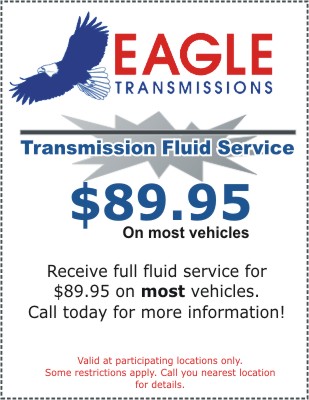 EAGLE
TRANSMISSIONS
Transmission Fluid Service
$89.95
On most vehicles
Receive full fluid service for
$89.95 on most vehicles.
Call today for more information!
Valid at participating locations only.
Some restrictions apply. Call you nearest location
for details.